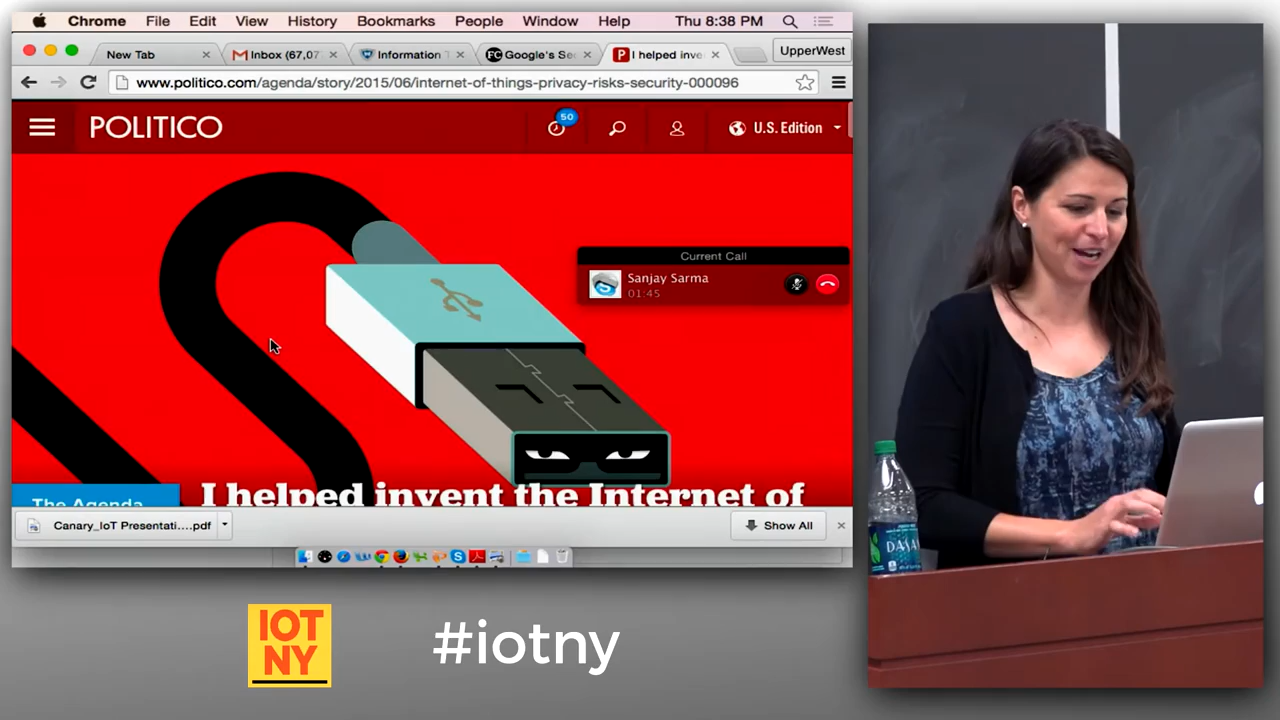 Chrome File Edit View History Bookmarks People Window Help Thu 8:38 PM
New Tab Inbox (67,07 Information T FC Google's Sec P I helped inve UpperWest
www.politico.com/agenda/story/2015/06/internet-of-things-privacy-risks-security-000096
POLITICO 50 U.S. Edition
Current Call
Sanjay Sarma
01:45
The Agenda
I helped invent the Internet of
Canary_IoT Presentati....pdf Show All
IOT
NY
#iotny
DASA